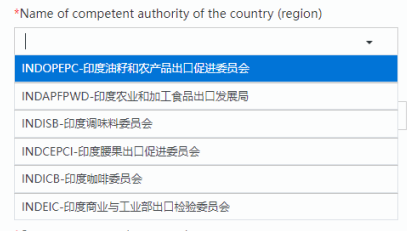 *Name of competent authority of the country (region)
INDOPEPC-印度油籽和农产品出口促进委员会
INDAPFPWD-印度农业和加工食品出口发展局
INDISB-印度调味料委员会
INDCEPCI-印度腰果出口促进委员会
INDICB-印度咖啡委员会
INDEIC-印度商业与工业部出口检验委员会